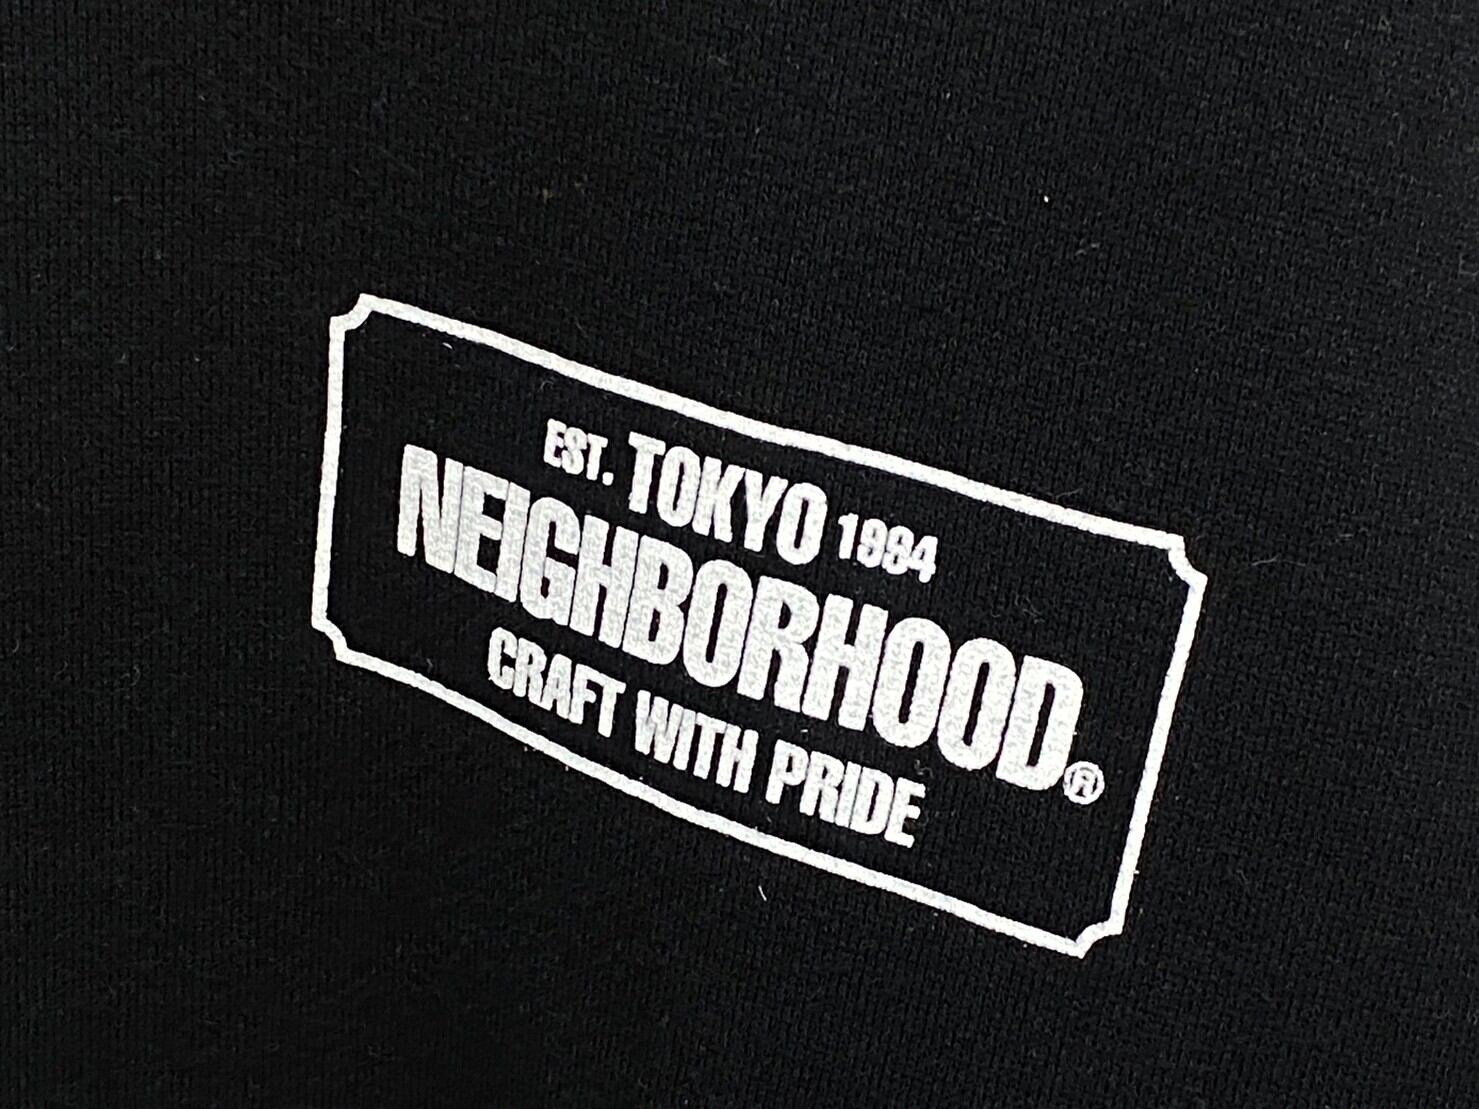 EST. TOKYO 1994
NEIGHBORHOOD®
CRAFT WITH PRIDE